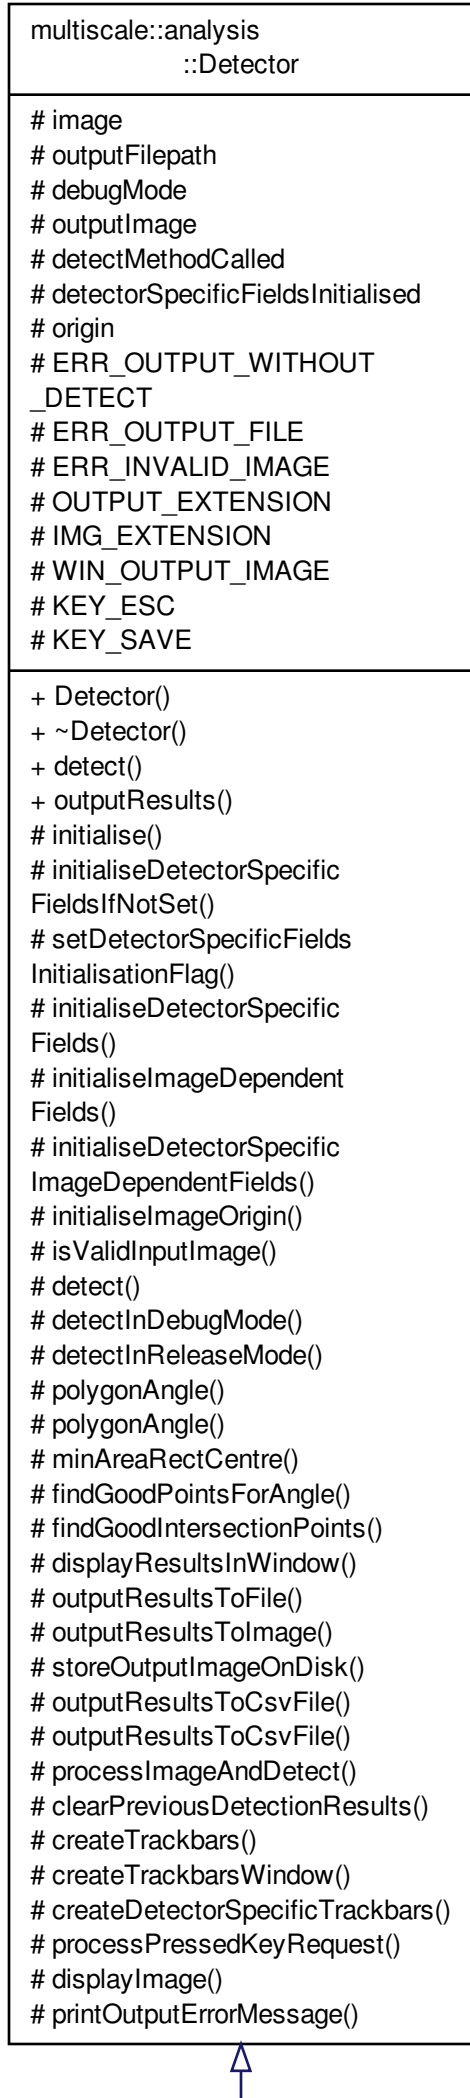 multiscale::analysis
::Detector
# image
# outputFilepath
# debugMode
# outputImage
# detectMethodCalled
# detectorSpecificFieldsInitialised
# origin
# ERR_OUTPUT_WITHOUT
_DETECT
# ERR_OUTPUT_FILE
# ERR_INVALID_IMAGE
# OUTPUT_EXTENSION
# IMG_EXTENSION
# WIN_OUTPUT_IMAGE
# KEY_ESC
# KEY_SAVE
+ Detector()
+ ~Detector()
+ detect()
+ outputResults()
# initialise()
# initialiseDetectorSpecific
FieldsIfNotSet()
# setDetectorSpecificFields
InitialisationFlag()
# initialiseDetectorSpecific
Fields()
# initialiseImageDependent
Fields()
# initialiseDetectorSpecific
ImageDependentFields()
# initialiseImageOrigin()
# isValidInputImage()
# detect()
# detectInDebugMode()
# detectInReleaseMode()
# polygonAngle()
# polygonAngle()
# minAreaRectCentre()
# findGoodPointsForAngle()
# findGoodIntersectionPoints()
# displayResultsInWindow()
# outputResultsToFile()
# outputResultsToImage()
# storeOutputImageOnDisk()
# outputResultsToCsvFile()
# outputResultsToCsvFile()
# processImageAndDetect()
# clearPreviousDetectionResults()
# createTrackbars()
# createTrackbarsWindow()
# createDetectorSpecificTrackbars()
# processPressedKeyRequest()
# displayImage()
# printOutputErrorMessage()